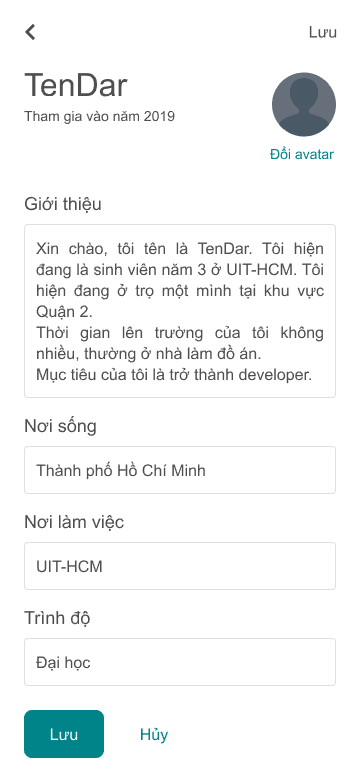 Lưu
TenDar
Tham gia vào năm 2019
Đổi avatar
Giới thiệu
Xin chào, tôi tên là TenDar. Tôi hiện
đang là sinh viên năm 3 ở UIT-HCM. Tôi
hiện đang ở trọ một mình tại khu vực
Quận 2.
Thời gian lên trường của tôi không
nhiều, thường ở nhà làm đồ án.
Mục tiêu của tôi là trở thành developer.
Nơi sống
Thành phố Hồ Chí Minh
Nơi làm việc
UIT-HCM
Trình độ
Đại học
Lưu
Hủy